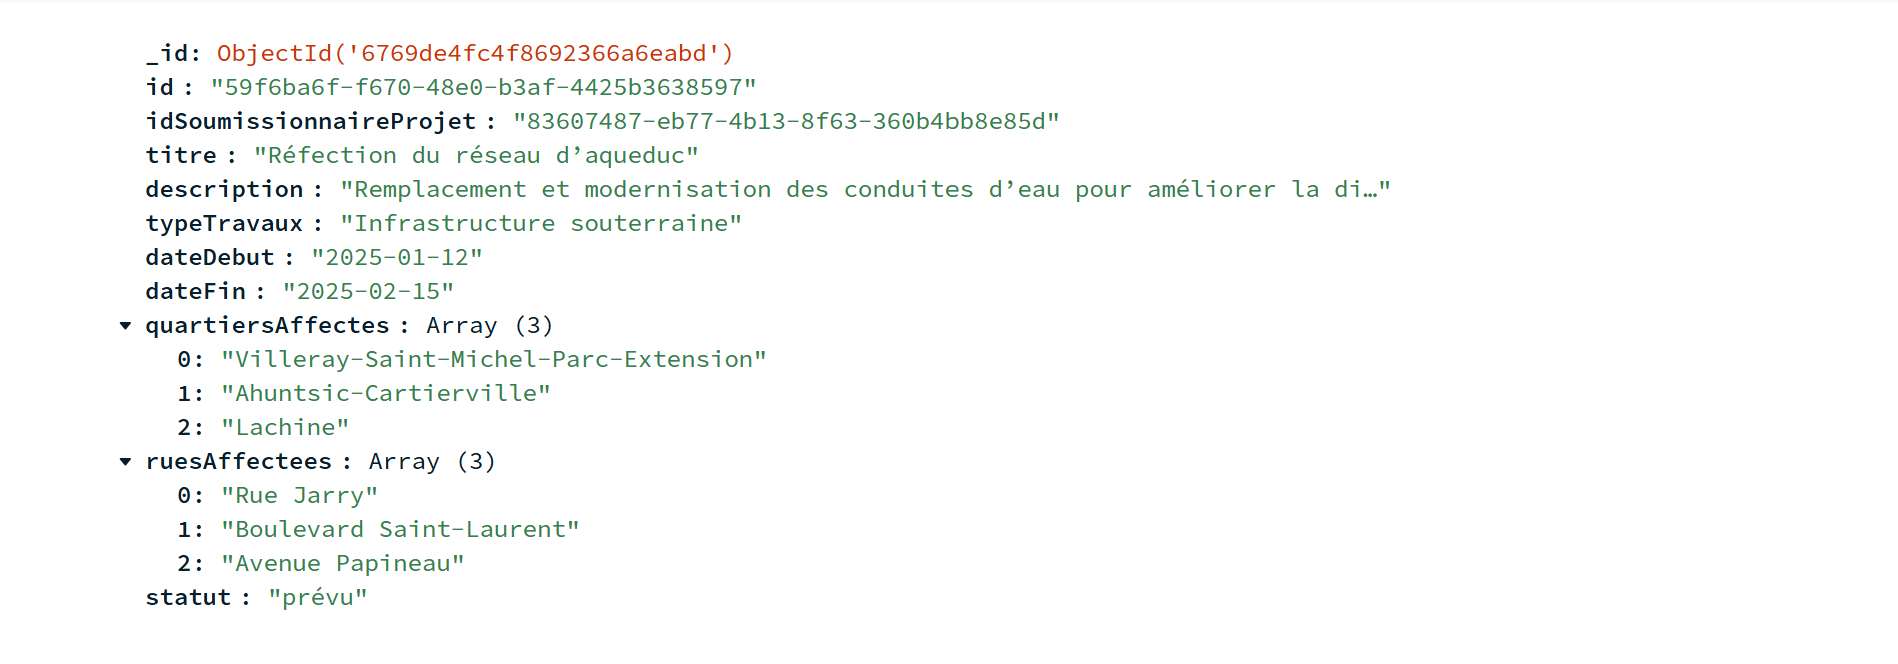 _id: ObjectId('6769de4fc4f8692366a6eabd')
id : "59f6ba6f-f670-48e0-b3af-4425b3638597"
idSoumissionnaireProjet : "83607487-eb77-4b13-8f63-360b4bb8e85d"
titre : "Réfection du réseau d’aqueduc"
description : "Remplacement et modernisation des conduites d’eau pour améliorer la di…"
typeTravaux : "Infrastructure souterraine"
dateDebut : "2025-01-12"
dateFin : "2025-02-15"
quartiersAffectes : Array (3)
0: "Villeray-Saint-Michel-Parc-Extension"
1: "Ahuntsic-Cartierville"
2: "Lachine"
ruesAffectees : Array (3)
0: "Rue Jarry"
1: "Boulevard Saint-Laurent"
2: "Avenue Papineau"
statut : "prévu"